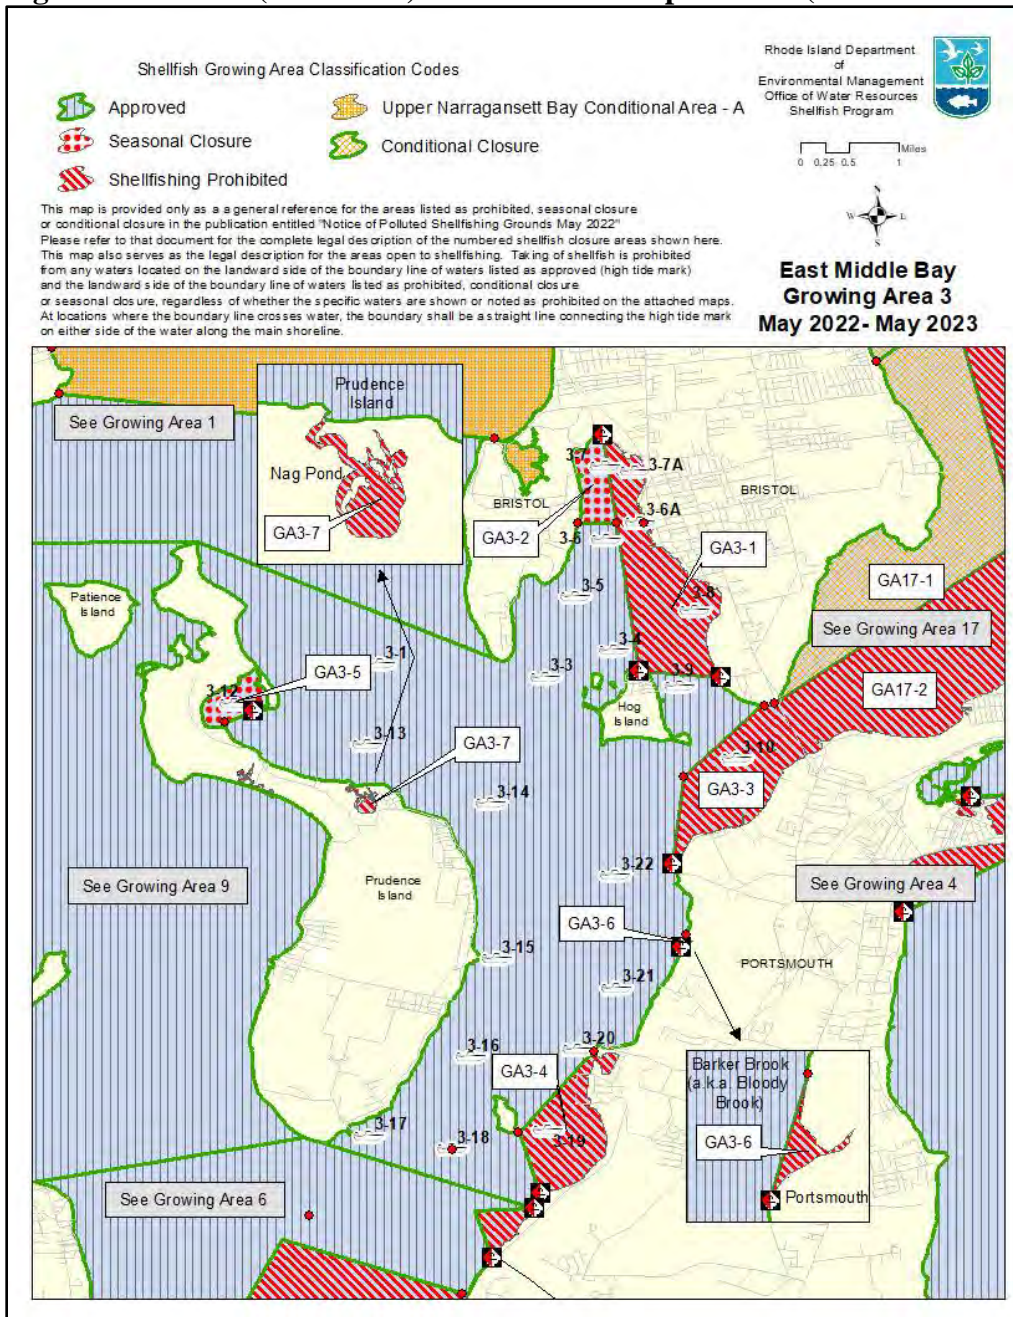 Shellfish Growing Area Classification Codes
Approved
Seasonal Closure
Shellfishing Prohibited
Upper Narragansett Bay Conditional Area - A
Conditional Closure
Rhode Island Department
of
Environmental Management
Office of Water Resources
Shellfish Program
Miles
0 0.25 0.5 1
N
W E
S
This map is provided only as a a general reference for the areas listed as prohibited, seasonal closure
or conditional closure in the publication entitled "Notice of Polluted Shellfishing Grounds May 2022"
Please refer to that document for the complete legal description of the numbered shellfish closure areas shown here.
This map also serves as the legal description for the areas open to shellfishing. Taking of shellfish is prohibited
from any waters located on the landward side of the boundary line of waters listed as approved (high tide mark)
and the landward side of the boundary line of waters listed as prohibited, conditional closure
or seasonal closure, regardless of whether the specific waters are shown or noted as prohibited on the attached maps.
At locations where the boundary line crosses water, the boundary shall be a straight line connecting the high tide mark
on either side of the water along the main shoreline.
East Middle Bay
Growing Area 3
May 2022- May 2023
See Growing Area 1
Prudence
Island
Nag Pond
GA3-7
BRISTOL
3-7
3-7A
GA3-2
3-6
3-6A
BRISTOL
GA3-1
3-5
3-8
GA17-1
Patience
Island
See Growing Area 17
3-1
3-4
3-3
3-9
GA3-5
3-12
GA17-2
Hog
Island
3-13
GA3-7
3-10
GA3-3
3-14
3-22
See Growing Area 9
Prudence
Island
See Growing Area 4
GA3-6
3-15
PORTSMOUTH
3-21
3-16
3-20
GA3-4
Barker Brook
(a.k.a. Bloody
Brook)
GA3-6
Portsmouth
3-17
3-18
3-19
See Growing Area 6